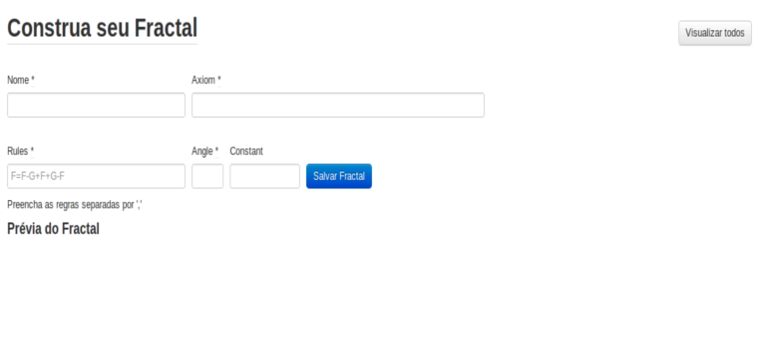 Construa seu Fractal
Visualizar todos
Nome *
Axiom *
Rules *
Angle *
Constant
F=F-G+F+G-F
Salvar Fractal
Preencha as regras separadas por ','
Prévia do Fractal